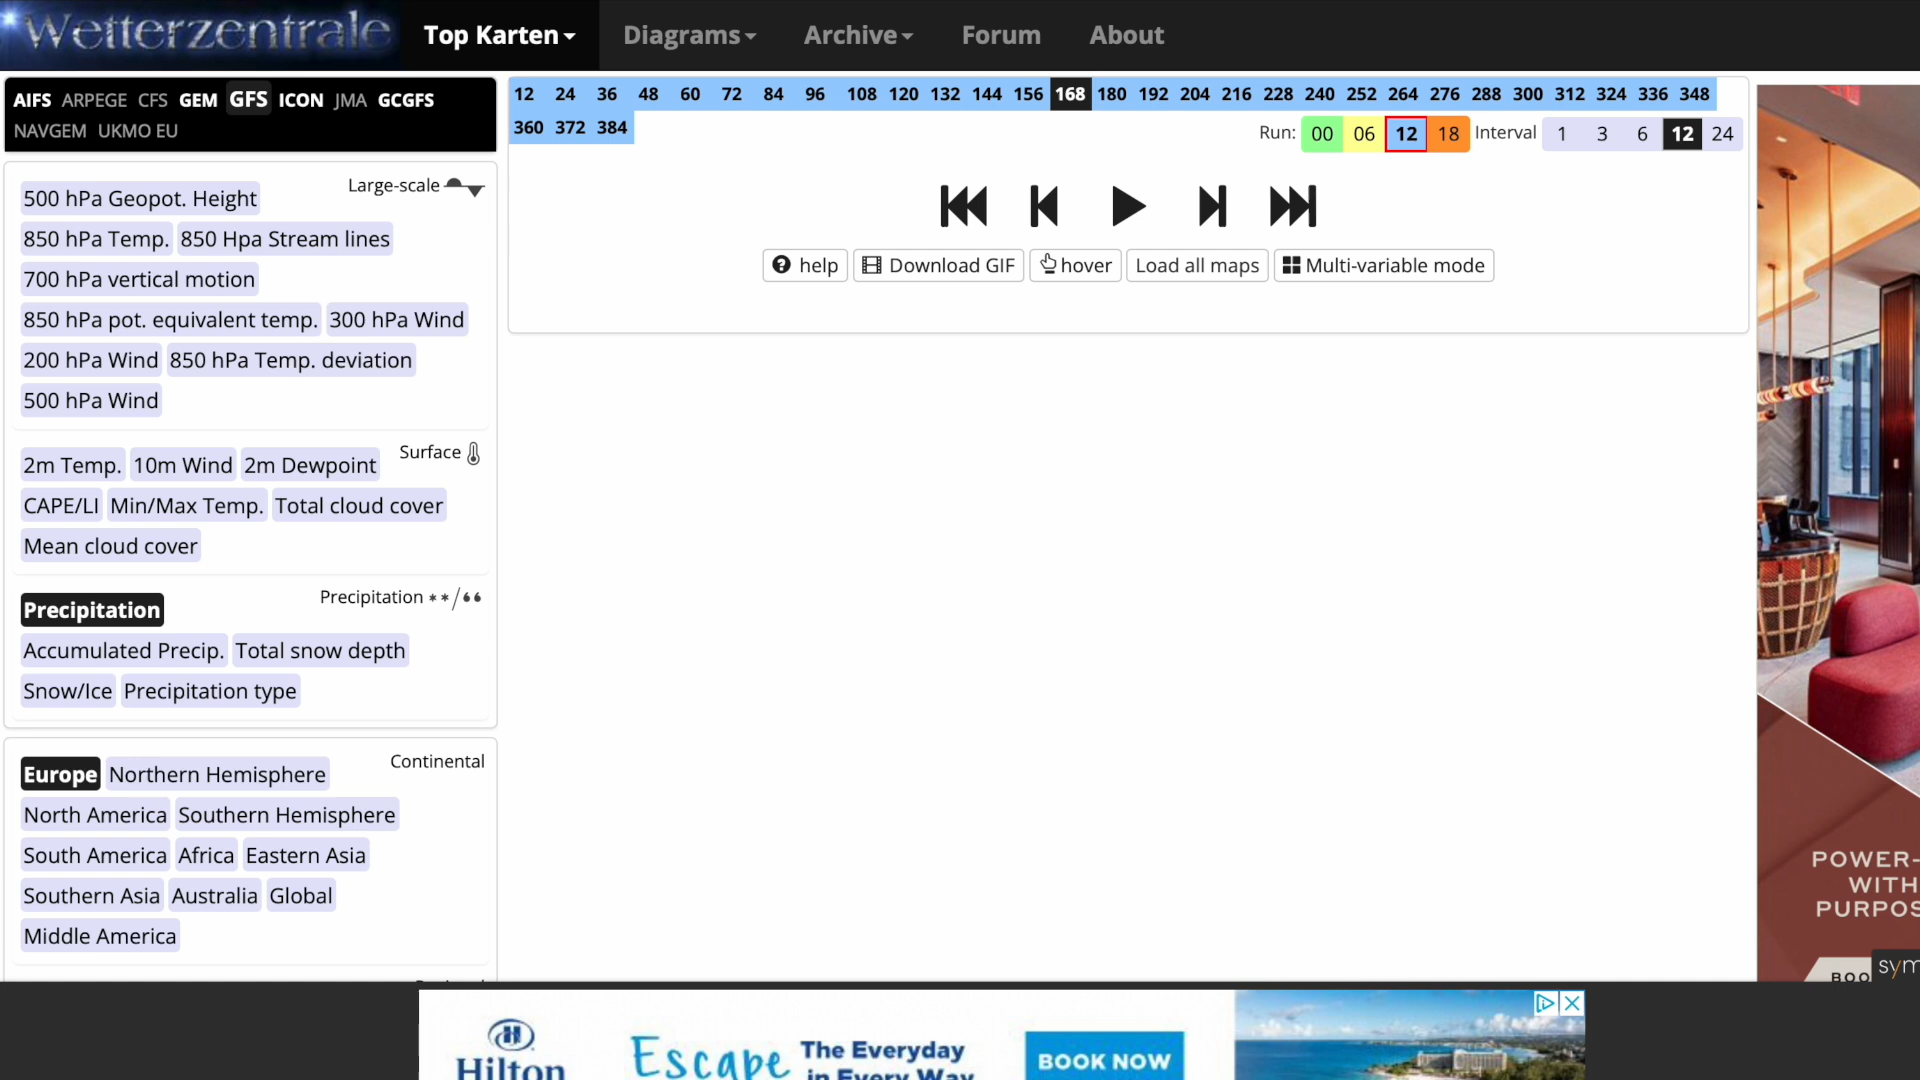 Wetterzentrale
Top Karten Diagrams Archive Forum About
AIFS ARPEGE CFS GEM GFS ICON JMA GCGFS
NAVGEM UKMO EU
Large-scale
500 hPa Geopot. Height
850 hPa Temp. 850 Hpa Stream lines
700 hPa vertical motion
850 hPa pot. equivalent temp. 300 hPa Wind
200 hPa Wind 850 hPa Temp. deviation
500 hPa Wind
Surface
2m Temp. 10m Wind 2m Dewpoint
CAPE/LI Min/Max Temp. Total cloud cover
Mean cloud cover
Precipitation **/
Precipitation
Accumulated Precip. Total snow depth
Snow/Ice Precipitation type
Continental
Europe Northern Hemisphere
North America Southern Hemisphere
South America Africa Eastern Asia
Southern Asia Australia Global
Middle America
12 24 36 48 60 72 84 96 108 120 132 144 156 168 180 192 204 216 228 240 252 264 276 288 300 312 324 336 348
360 372 384
Run: 00 06 12 18 Interval 1 3 6 12 24
help Download GIF hover Load all maps Multi-variable mode
POWER-
WITH
PURPOS
BOO
sym
Hilton
Escape
The Everyday
in Every Way
BOOK NOW